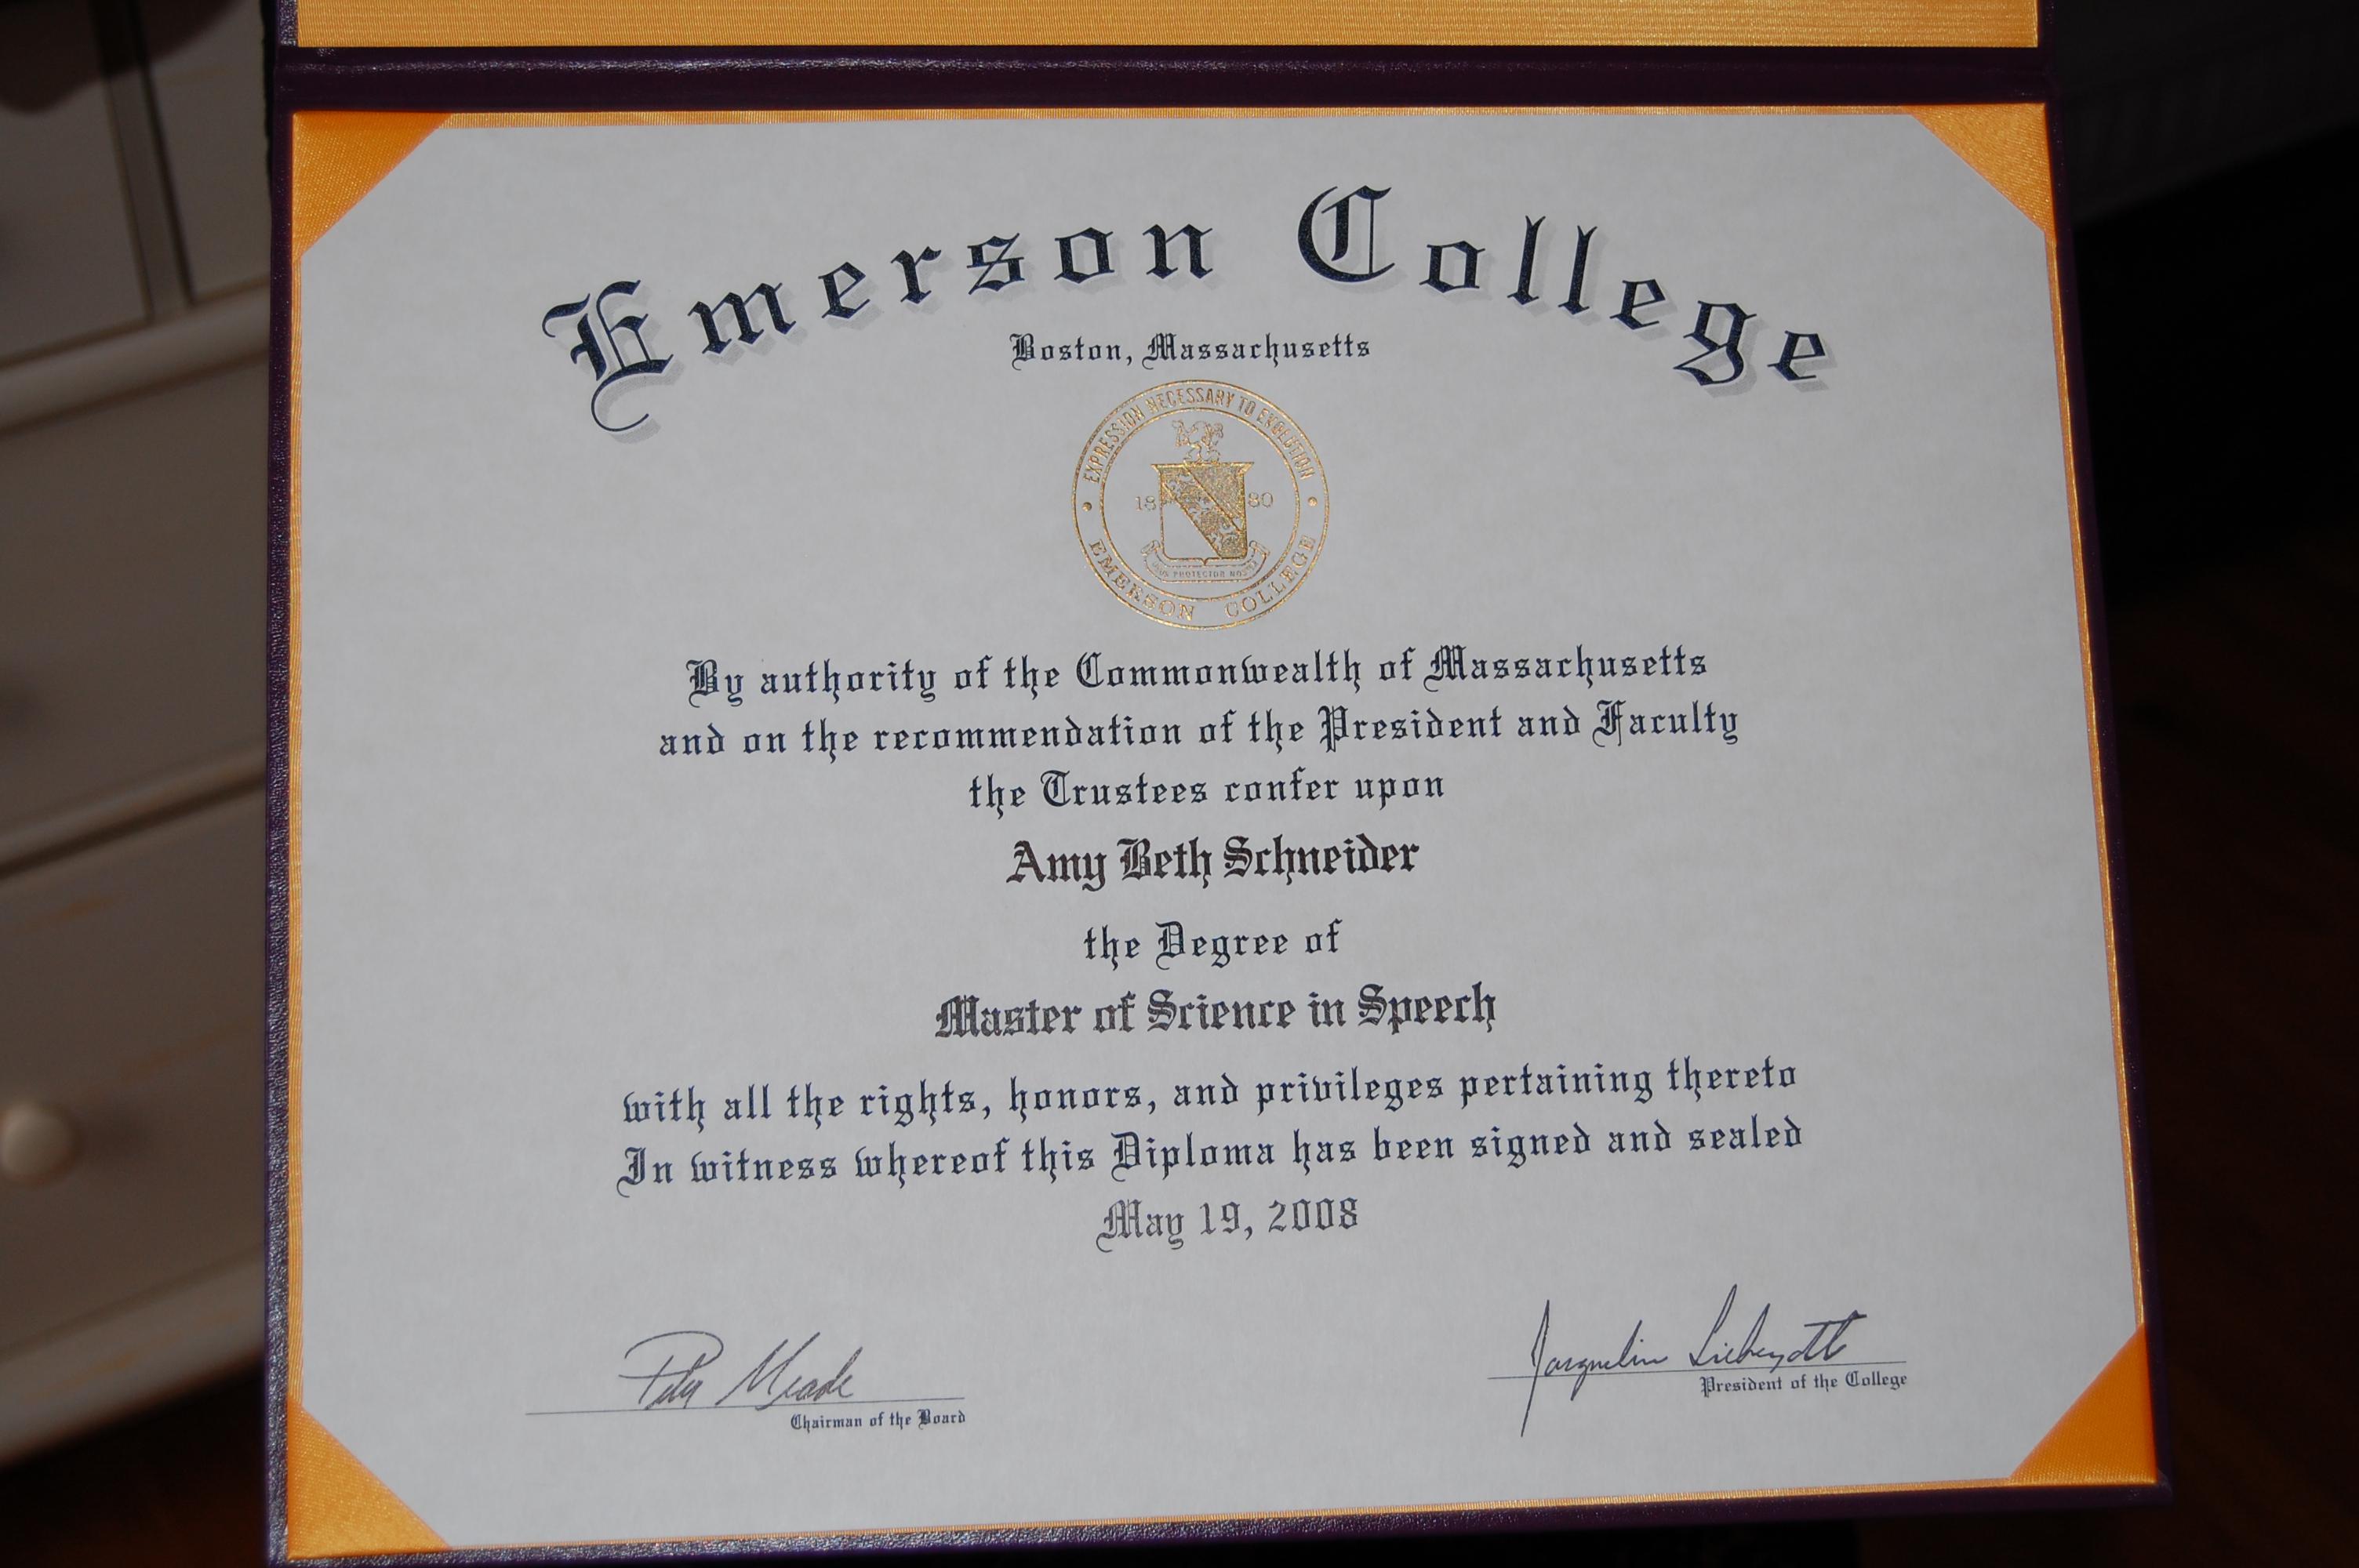 Emerson College
Boston, Massachusetts
EXPRESSION NECESSARY TO EVOLUTION
1880
PROTECTOR
EMERSON COLLEGE
By authority of the Commonwealth of Massachusetts
and on the recommendation of the President and Faculty
the Trustees confer upon
Amy Beth Schneider
the Degree of
Master of Science in Speech
with all the rights, honors, and privileges pertaining thereto
In witness whereof this Diploma has been signed and sealed
May 19, 2008
Peter Meade
Chairman of the Board
Jacqueline Liebergott
President of the College